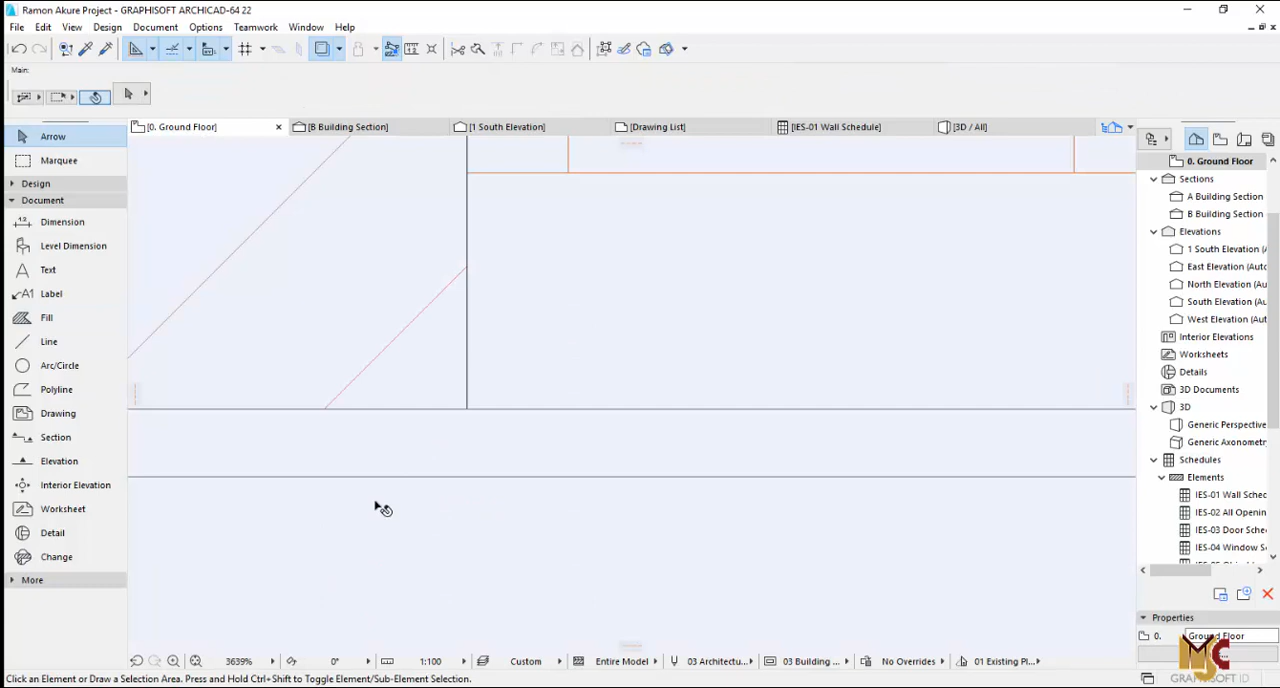 Ramon Akure Project - GRAPHISOFT ARCHICAD-64 22
File Edit View Design Document Options Teamwork Window Help
Main:
[0. Ground Floor] [B Building Section] [1 South Elevation] [Drawing List] [IES-01 Wall Schedule] [3D / All]
Arrow
Marquee
Design
Document
Dimension
Level Dimension
Text
Label
Fill
Line
Arc/Circle
Polyline
Drawing
Section
Elevation
Interior Elevation
Worksheet
Detail
Change
More
0. Ground Floor
Sections
A Building Section
B Building Section
Elevations
1 South Elevation (A
East Elevation (Aut
North Elevation (Au
South Elevation (Au
West Elevation (Aut
Interior Elevations
Worksheets
Details
3D Documents
3D
Generic Perspective
Generic Axonometry
Schedules
Elements
IES-01 Wall Sched
IES-02 All Openin
IES-03 Door Sche
IES-04 Window S
Properties
0. Ground Floor
3639% 0° 1:100 Custom Entire Model 03 Architectu... 03 Building ... No Overrides 01 Existing Pl...
Click an Element or Draw a Selection Area. Press and Hold Ctrl+Shift to Toggle Element/Sub-Element Selection.
GRAPHISOFT ID